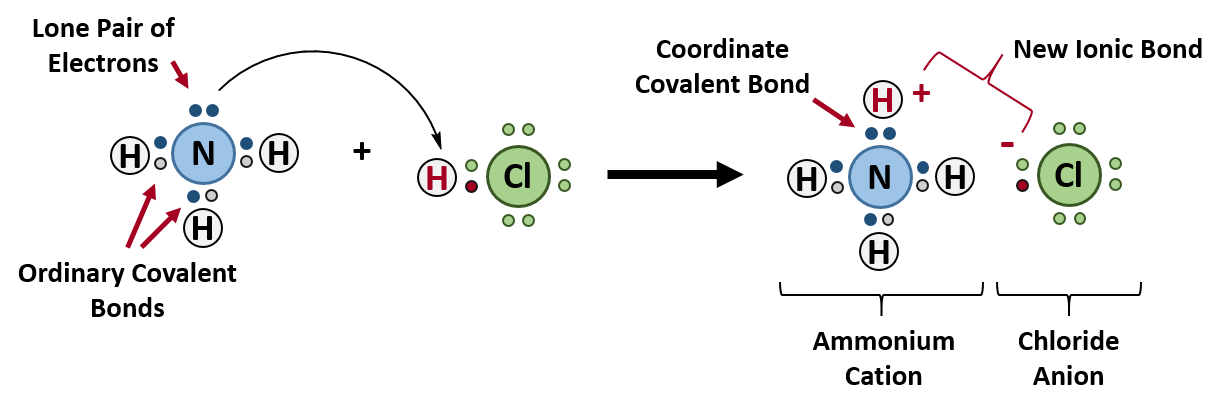 Lone Pair of
Electrons
H
N
H
H
Ordinary Covalent
Bonds
+
H
Cl
Coordinate
Covalent Bond
New Ionic Bond
H
+
-
H
N
H
H
Cl
Ammonium
Cation
Chloride
Anion